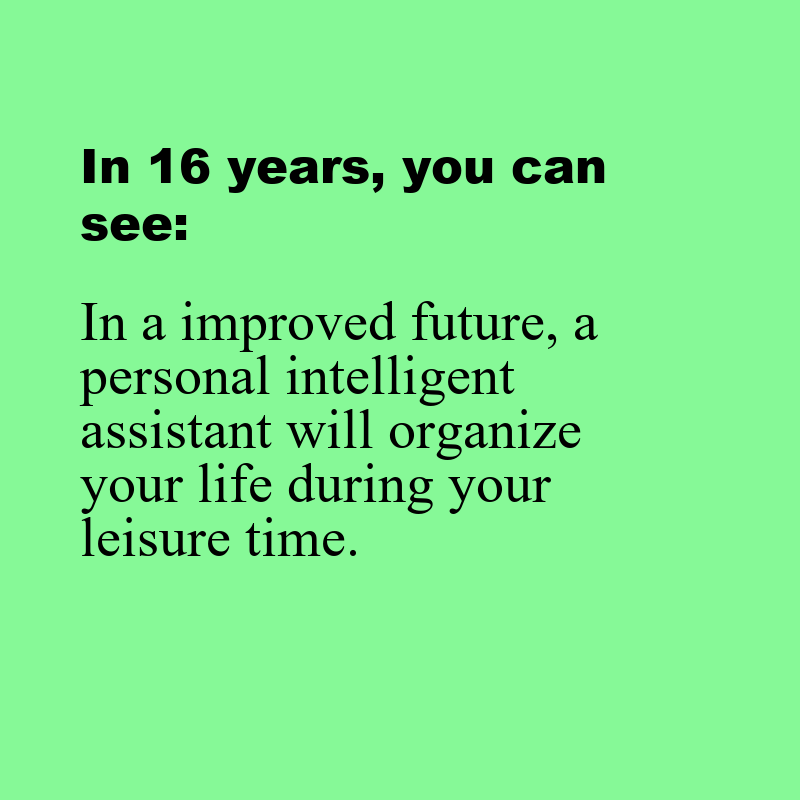 In 16 years, you can
see:
In a improved future, a
personal intelligent
assistant will organize
your life during your
leisure time.